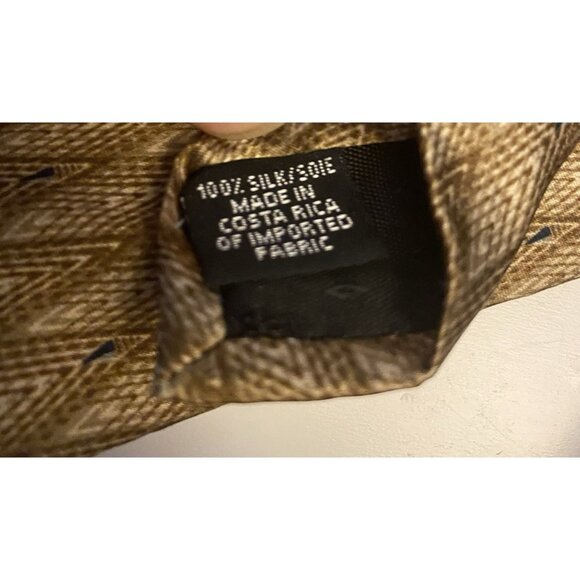 100% SILK/SOIE
MADE IN
COSTA RICA
OF IMPORTED
FABRIC